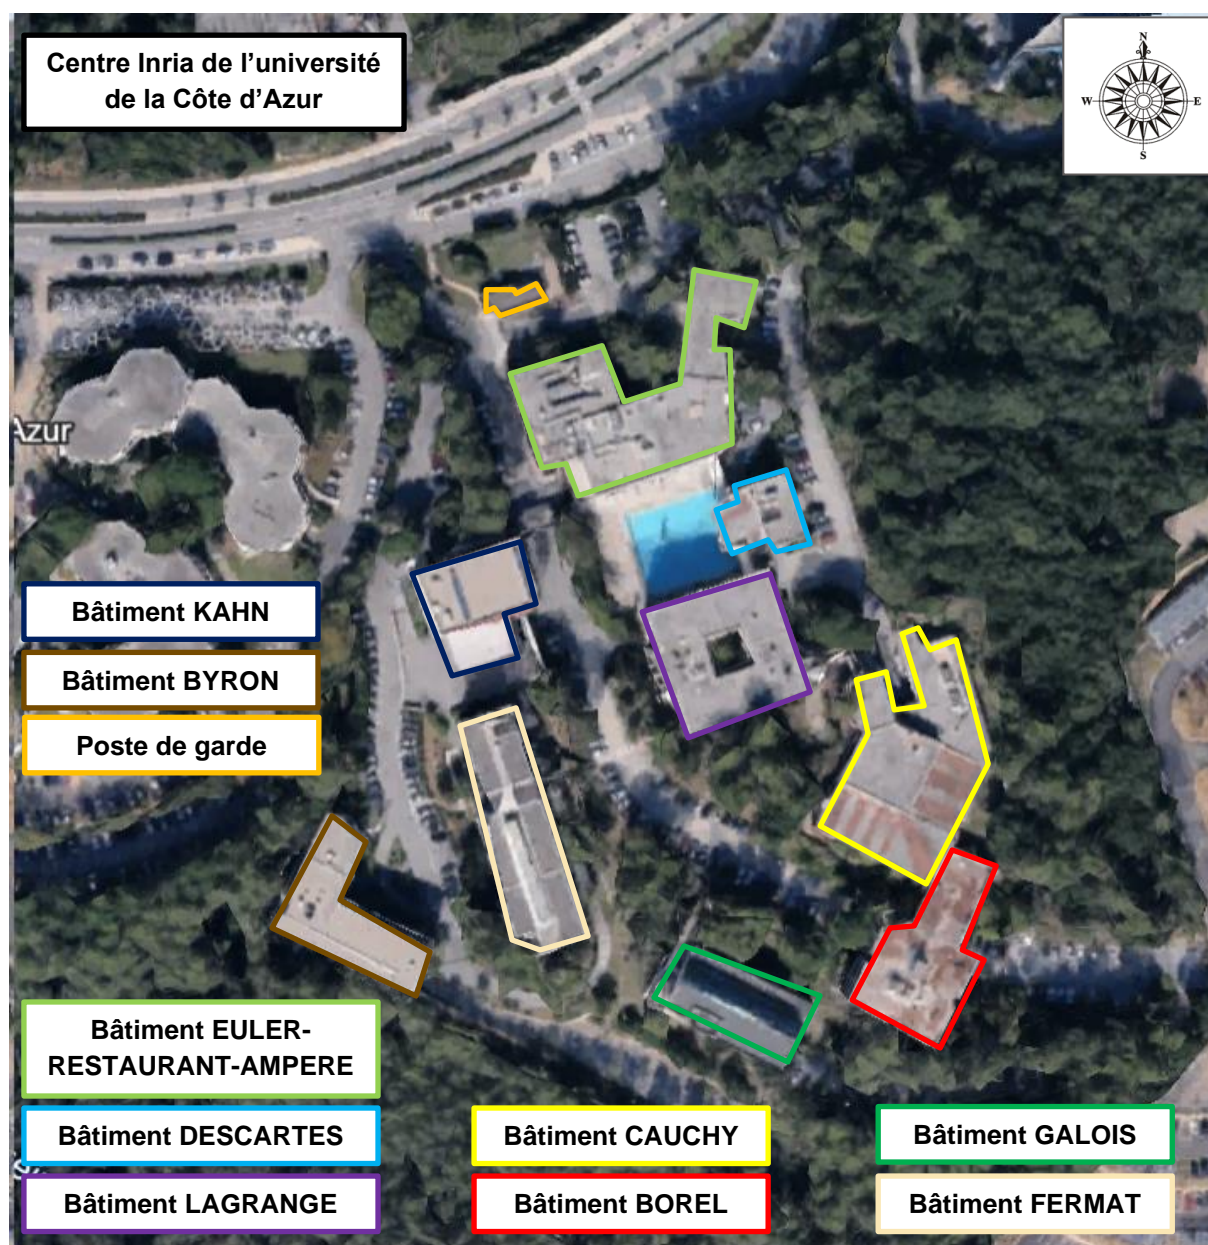 Centre Inria de l'université
de la Côte d'Azur
N
W
E
S
Azur
Bâtiment KAHN
Bâtiment BYRON
Poste de garde
Bâtiment EULER-
RESTAURANT-AMPERE
Bâtiment DESCARTES
Bâtiment LAGRANGE
Bâtiment CAUCHY
Bâtiment BOREL
Bâtiment GALOIS
Bâtiment FERMAT